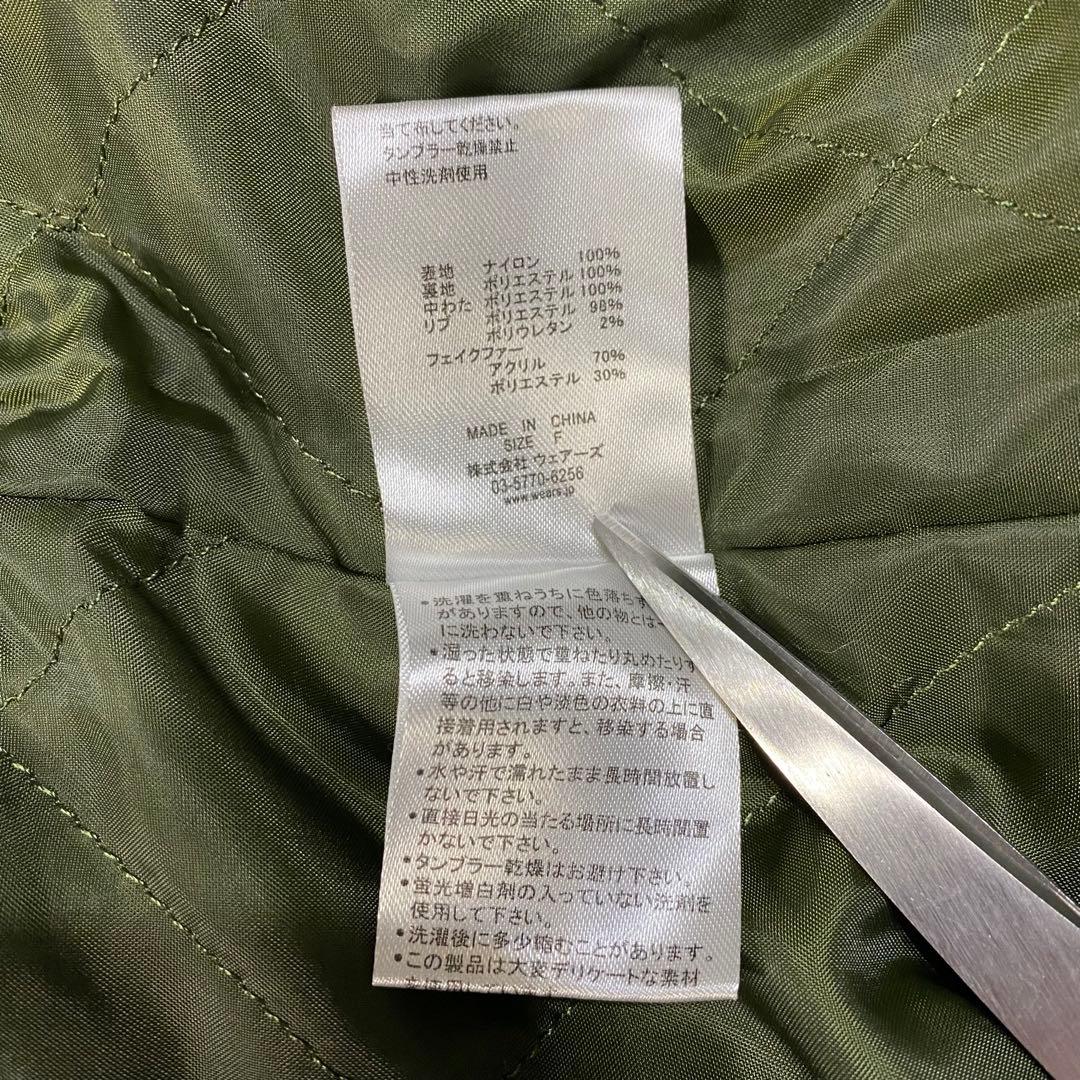 当て布してください。
タンブラー乾燥禁止
中性洗剤使用
表地 ナイロン 100%
裏地 ポリエステル 100%
中わた ポリエステル 100%
リブ ポリエステル 98%
ポリウレタン 2%
フェイクファー
アクリル 70%
ポリエステル 30%
MADE IN CHINA
SIZE F
株式会社 ウェアーズ
03-5770-6256
www.wears.jp
・洗濯を重ねうちに色落ちす
がありますので、他の物とは
に洗わないで下さい。
・湿った状態で重ねたり丸めたりす
ると移染します。また、摩擦・汗
等の他に白や淡色の衣料の上に直
接着用されますと、移染する場合
があります。
・水や汗で濡れたまま長時間放置し
ないで下さい。
・直接日光の当たる場所に長時間置
かないで下さい。
・タンブラー乾燥はお避け下さい。
・蛍光増白剤の入っていない洗剤を
使用して下さい。
・洗濯後に多少縮むことがあります。
・この製品は大変デリケートな素材